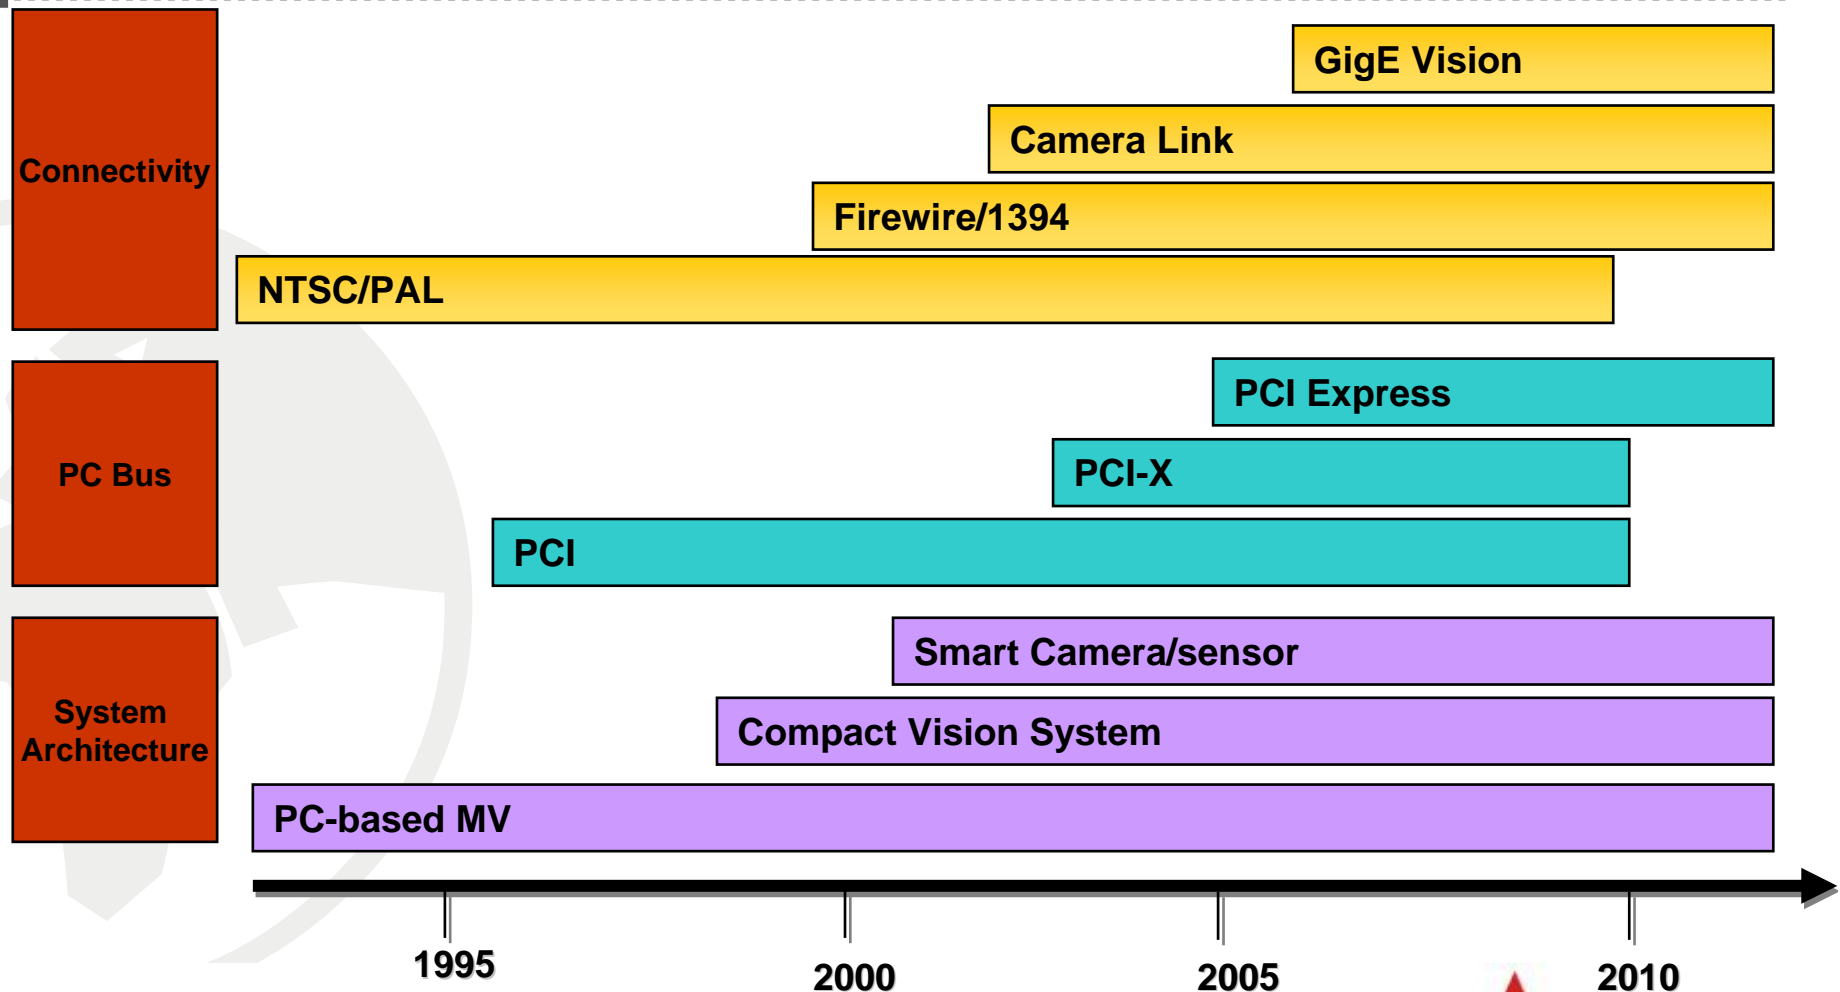 Connectivity
GigE Vision
Camera Link
Firewire/1394
NTSC/PAL
PC Bus
PCI Express
PCI-X
PCI
System
Architecture
Smart Camera/sensor
Compact Vision System
PC-based MV
1995
2000
2005
2010